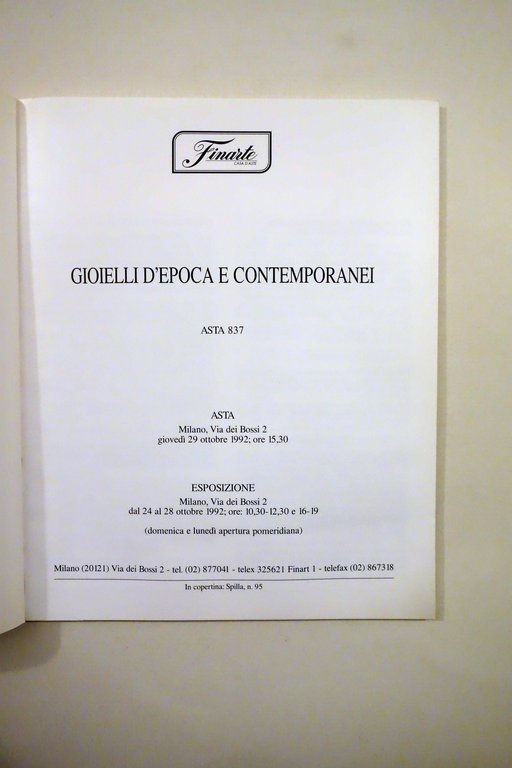 Finarte
CASA D'ASTE
GIOIELLI D'EPOCA E CONTEMPORANEI
ASTA 837
ASTA
Milano, Via dei Bossi 2
giovedì 29 ottobre 1992; ore 15,30
ESPOSIZIONE
Milano, Via dei Bossi 2
dal 24 al 28 ottobre 1992; ore: 10,30-12,30 e 16-19
(domenica e lunedì apertura pomeridiana)
Milano (20121) Via dei Bossi 2 - tel. (02) 877041 - telex 325621 Finart 1 - telefax (02) 867318
In copertina: Spilla, n. 95